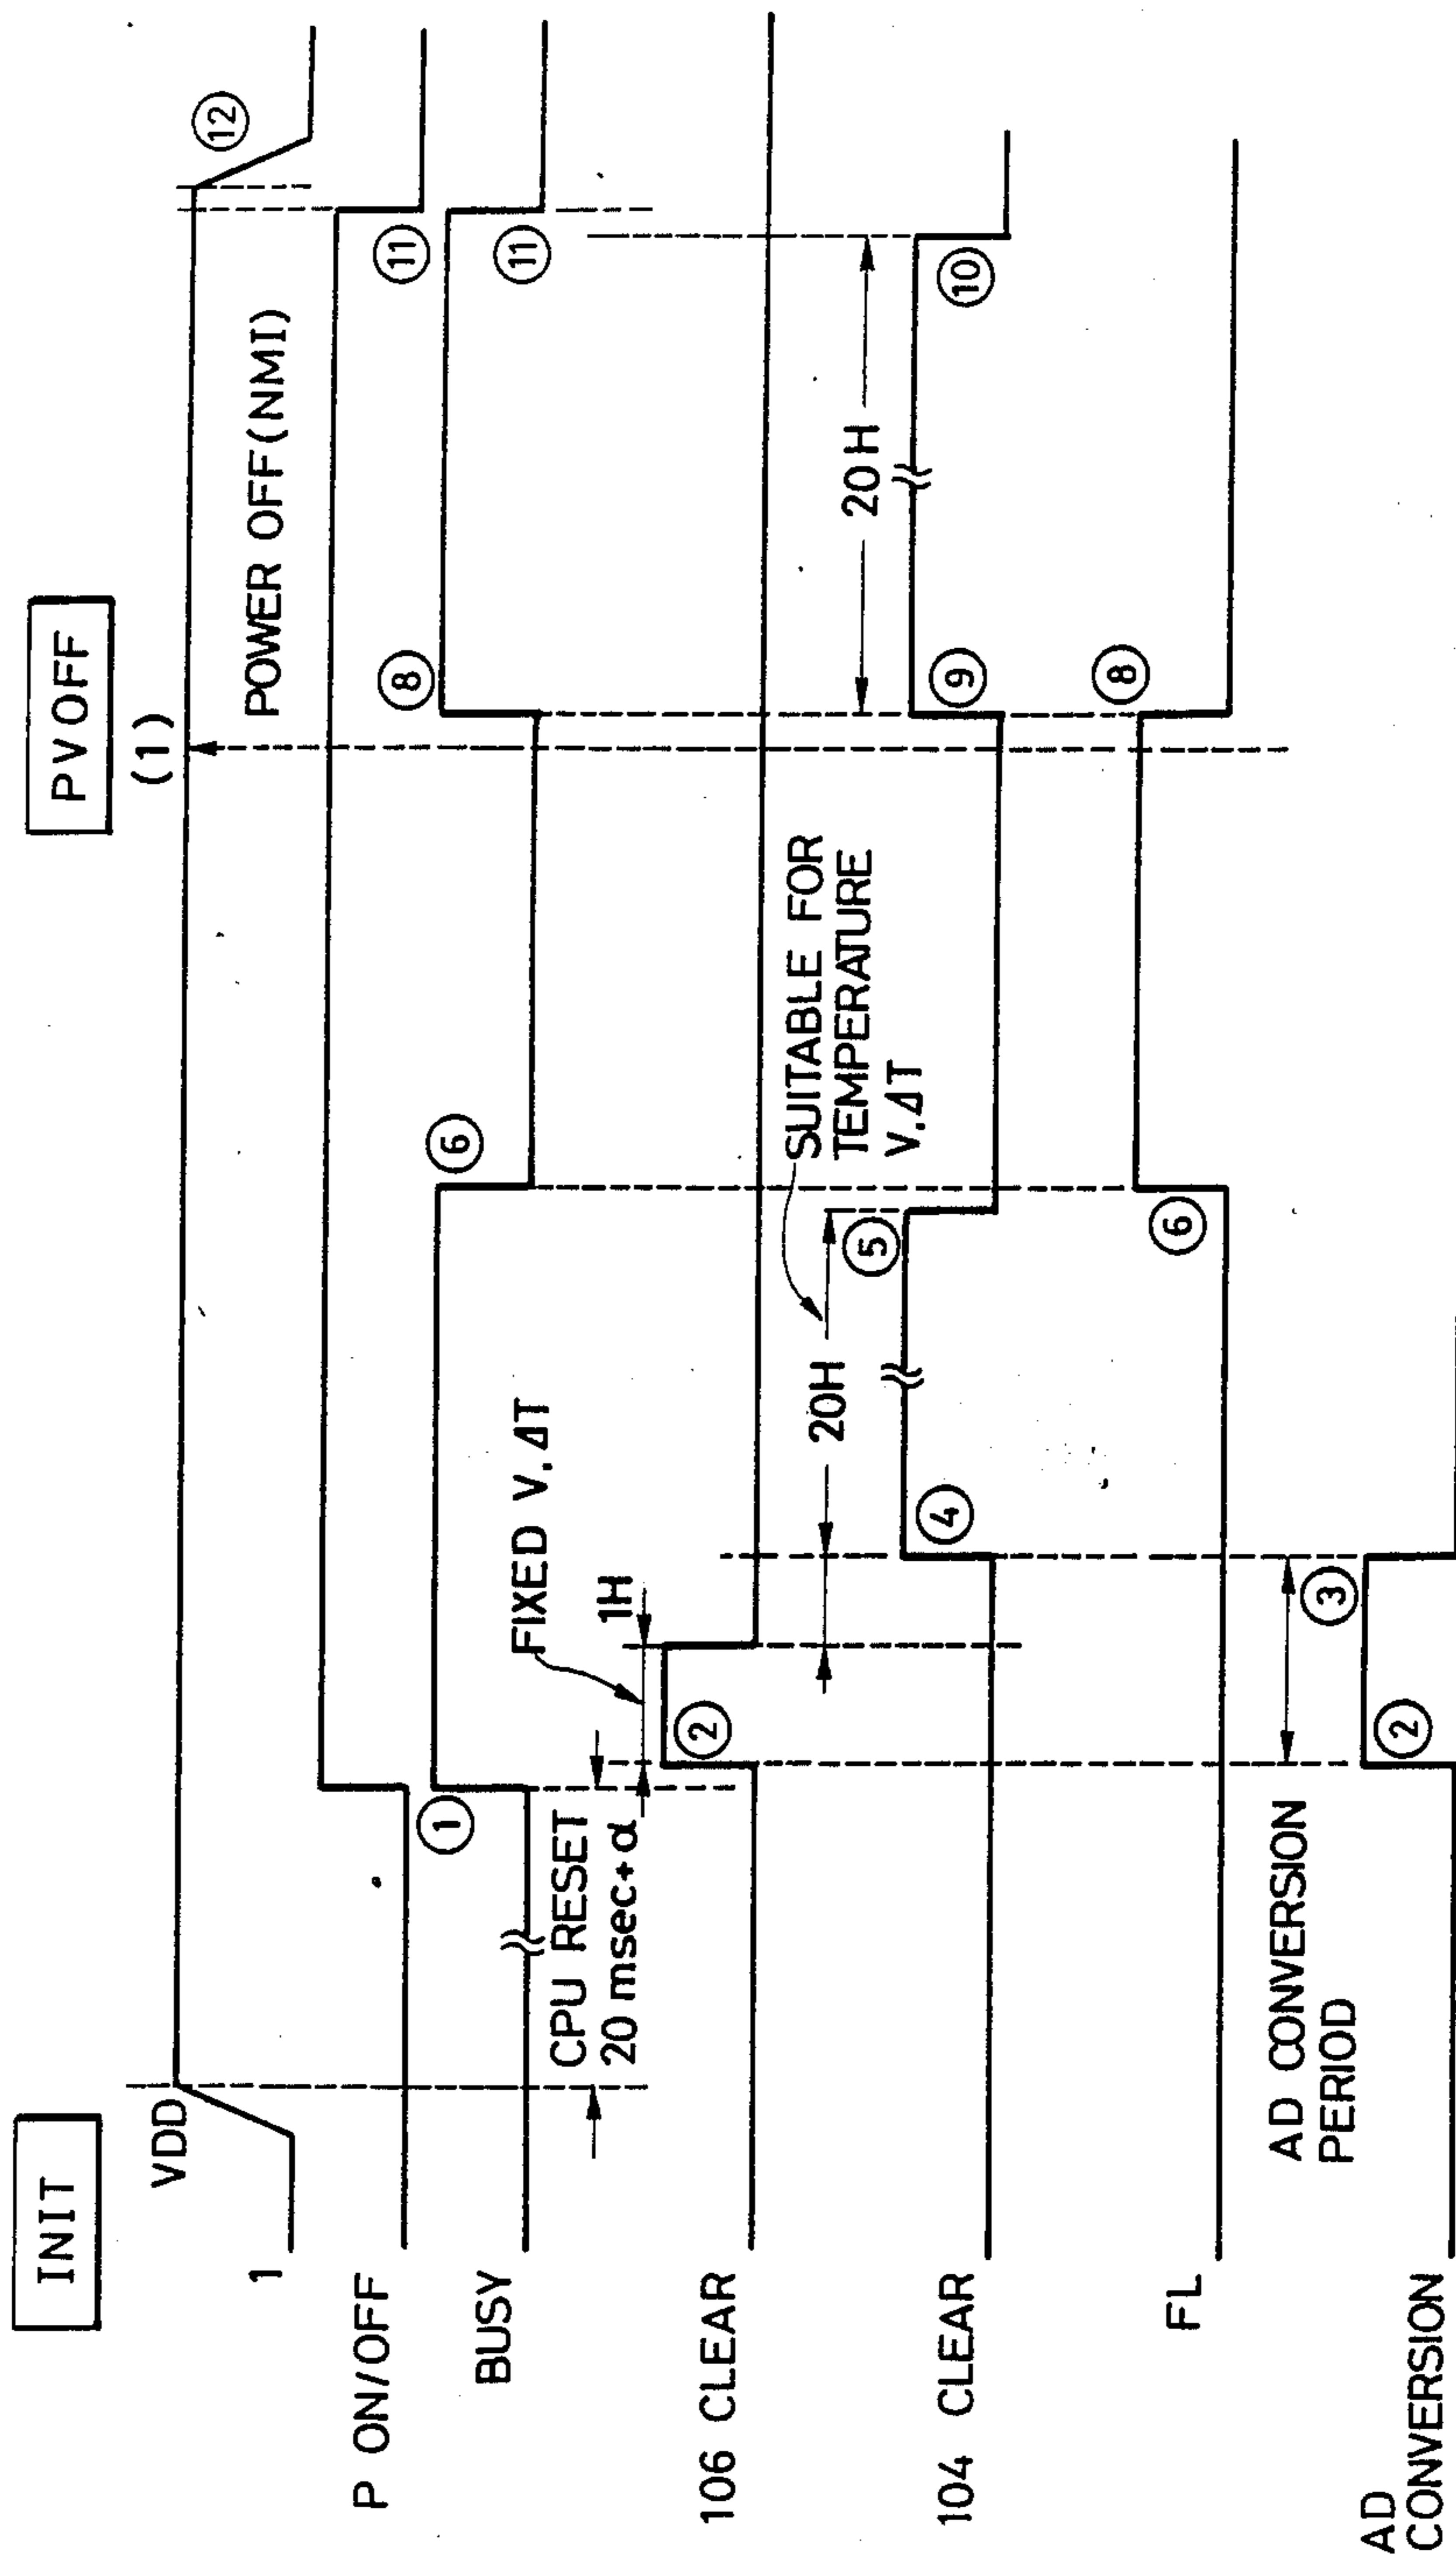 INIT
PV OFF
(1)
VDD
1
POWER OFF(NMI)
12
P ON/OFF
11
BUSY
1
6
8
11
CPU RESET
20 msec+α
FIXED V.ΔT
1H
106 CLEAR
2
SUITABLE FOR
TEMPERATURE
V.ΔT
20H
20H
104 CLEAR
4
5
9
10
FL
6
8
AD CONVERSION
PERIOD
AD
CONVERSION
2
3